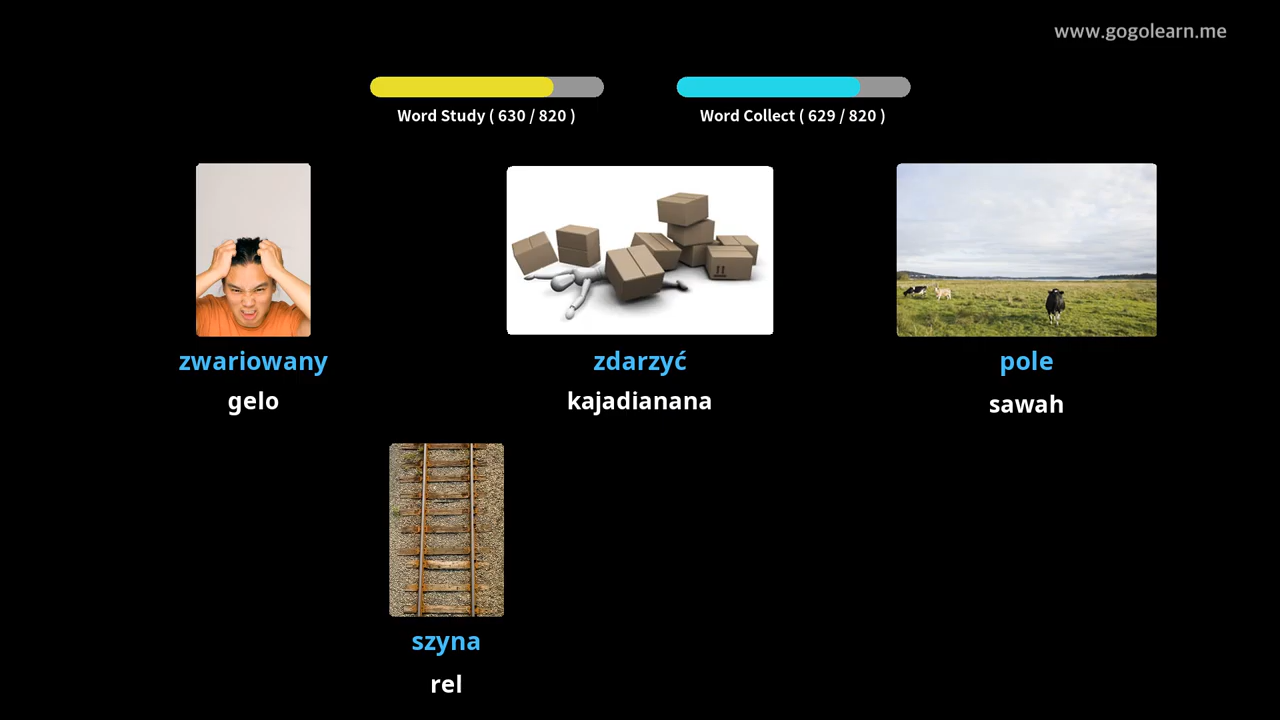 www.gogolearn.me
Word Study ( 630 / 820 )
Word Collect ( 629 / 820 )
zwariowany
gelo
zdarzyć
kajadianana
pole
sawah
szyna
rel